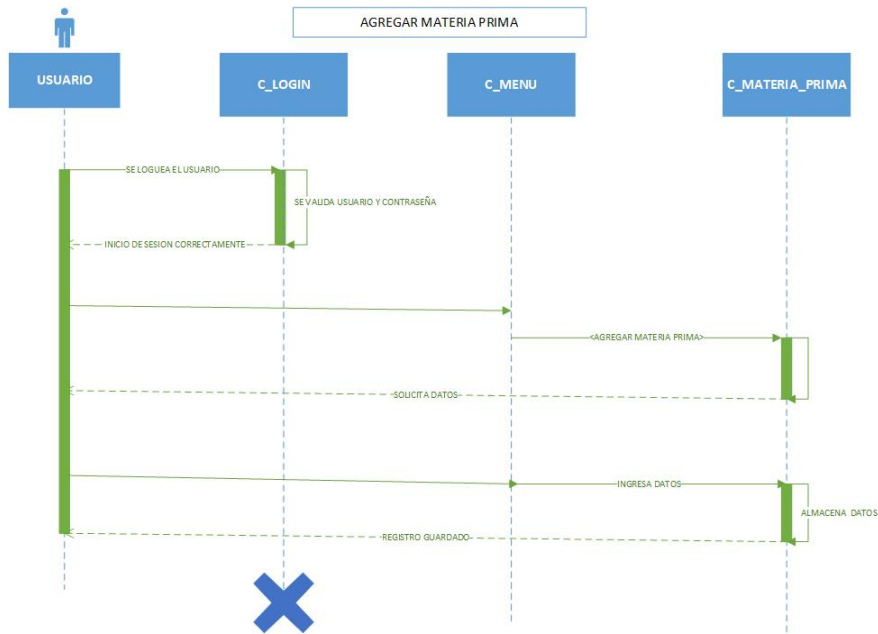 AGREGAR MATERIA PRIMA
USUARIO
C_LOGIN
C_MENU
C_MATERIA_PRIMA
SE LOGUEA EL USUARIO
SE VALIDA USUARIO Y CONTRASEÑA
INICIO DE SESION CORRECTAMENTE
<AGREGAR MATERIA PRIMA>
SOLICITA DATOS
INGRESA DATOS
ALMACENA DATOS
REGISTRO GUARDADO